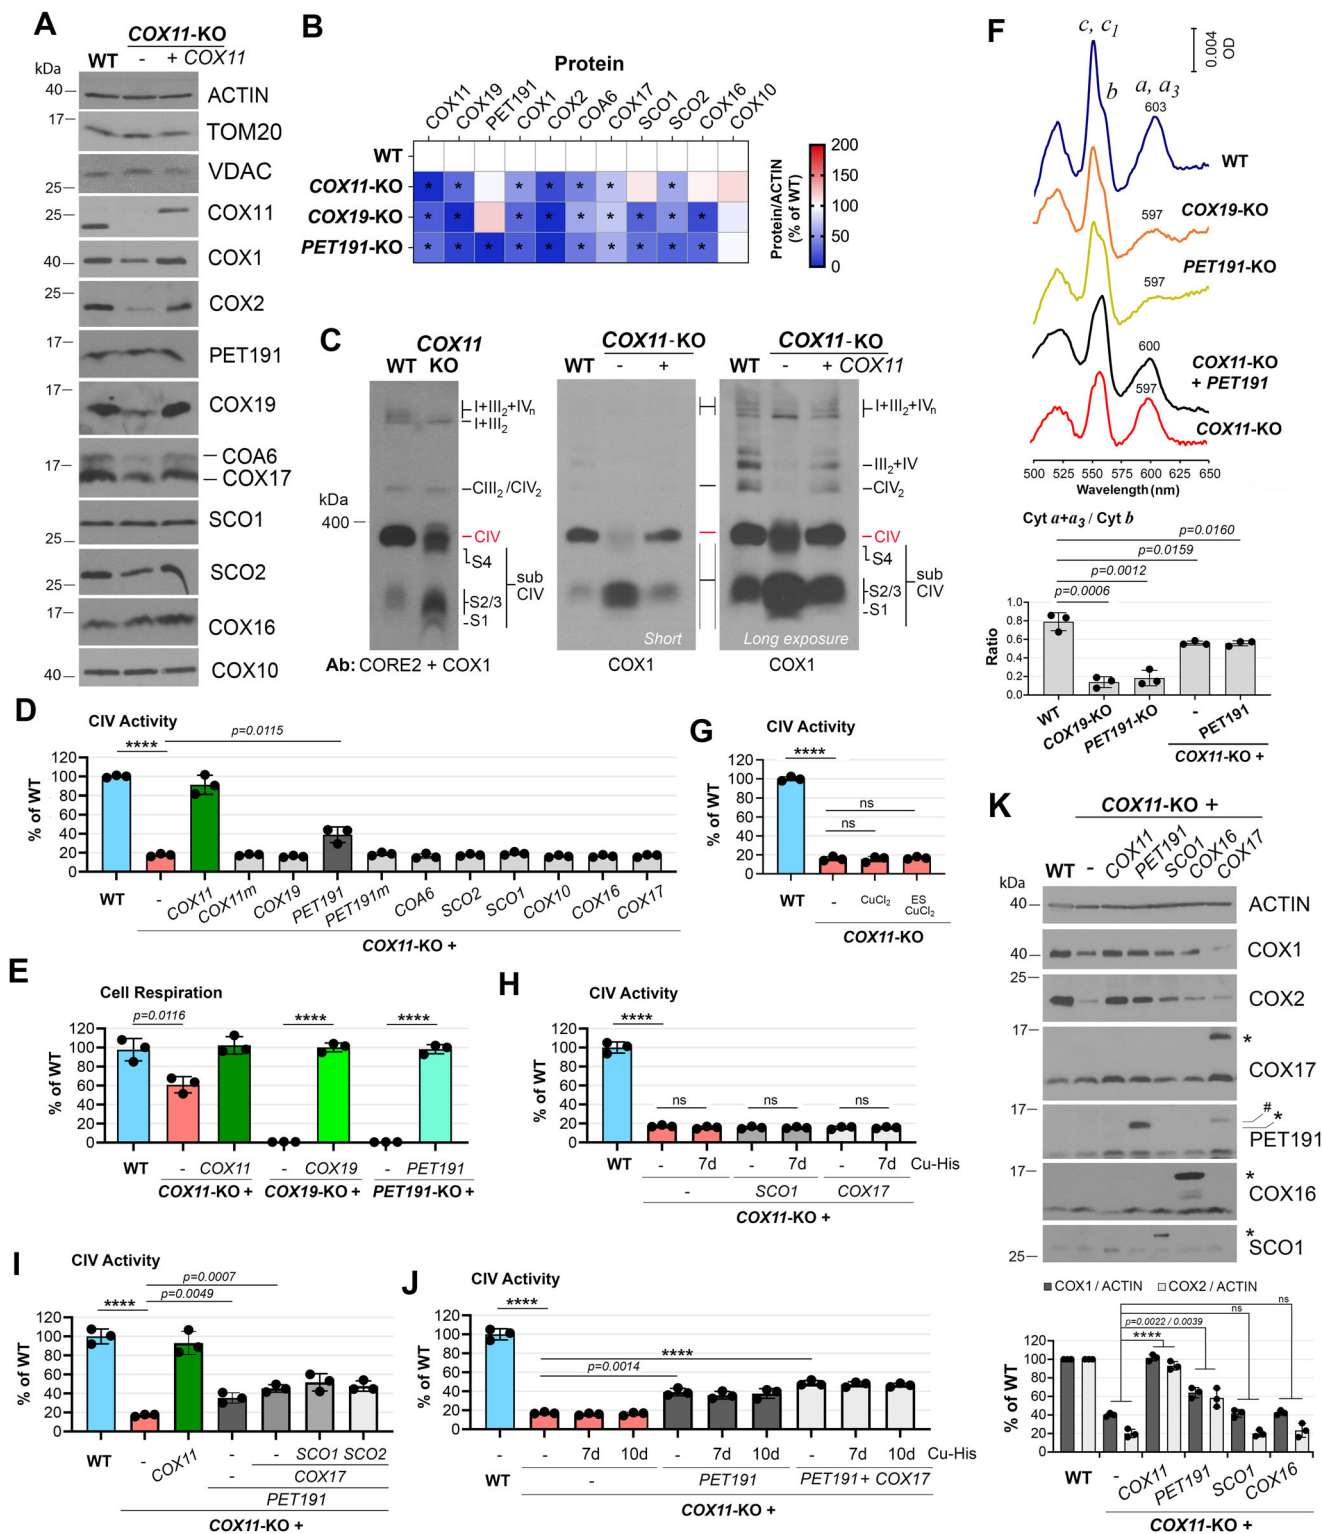 A
COX11-KO
WT - + COX11
kDa
40
ACTIN
17
TOM20
VDAC
25
COX11
25
COX1
40
COX2
25
PET191
17
COX19
17
COA6
17
COX17
SCO1
25
SCO2
25
COX16
17
COX10
40
B
Protein
COX11 COX19 PET191 COX1 COX2 COA6 COX17 SCO1 SCO2 COX16 COX10
WT
COX11-KO * * * * * * *
COX19-KO * * * * * * * * *
PET191-KO * * * * * * * * * *
200
150
100
50
0
Protein/ACTIN
(% of WT)
C
COX11
WT KO
kDa
400
I+III2+IVn
I+III2
CIII2/CIV2
CIV
S4
S2/3
S1
sub
CIV
Ab: CORE2 + COX1
COX11-KO
WT - +
Short
COX1
COX11-KO
WT - + COX11
I+III2+IVn
III2+IV
CIV2
CIV
S4
S2/3
S1
sub
CIV
Long exposure
COX1
D
CIV Activity
p=0.0115
****
120
100
80
60
40
20
0
% of WT
WT - COX11 COX11m COX19 PET191 PET191m COA6 SCO2 SCO1 COX10 COX16 COX17
COX11-KO +
E
Cell Respiration
p=0.0116 **** ****
120
100
80
60
40
20
0
% of WT
WT - COX11 - COX19 - PET191
COX11-KO + COX19-KO + PET191-KO +
F
c, c1
b
a, a3
0.004
OD
603
WT
597
COX19-KO
597
PET191-KO
600
COX11-KO
+ PET191
597
COX11-KO
500 525 550 575 600 625 650
Wavelength (nm)
Cyt a+a3 / Cyt b
p=0.0160
p=0.0159
p=0.0012
p=0.0006
1.0
0.8
0.6
0.4
0.2
0.0
Ratio
WT COX19-KO PET191-KO - PET191
COX11-KO +
G
CIV Activity
****
ns
ns
120
100
80
60
40
20
0
% of WT
WT - CuCl2 ES CuCl2
COX11-KO
H
CIV Activity
****
ns ns ns
120
100
80
60
40
20
0
% of WT
WT - 7d - 7d - 7d Cu-His
- SCO1 COX17
COX11-KO +
I
CIV Activity
p=0.0007
p=0.0049
****
120
100
80
60
40
20
0
% of WT
WT - COX11 - - SCO1 SCO2
- COX17
PET191
COX11-KO +
J
CIV Activity
****
****
p=0.0014
120
100
80
60
40
20
0
% of WT
- - 7d 10d - 7d 10d - 7d 10d Cu-His
WT - PET191 PET191+ COX17
COX11-KO +
K
COX11-KO +
WT - COX11 PET191 SCO1 COX16 COX17
kDa
40
ACTIN
40
COX1
25
COX2
17
*
COX17
17
#
*
PET191
17
*
COX16
*
SCO1
25
COX1 / ACTIN COX2 / ACTIN
ns
ns
p=0.0022 / 0.0039
****
120
100
80
60
40
20
0
% of WT
WT - COX11 PET191 SCO1 COX16
COX11-KO +